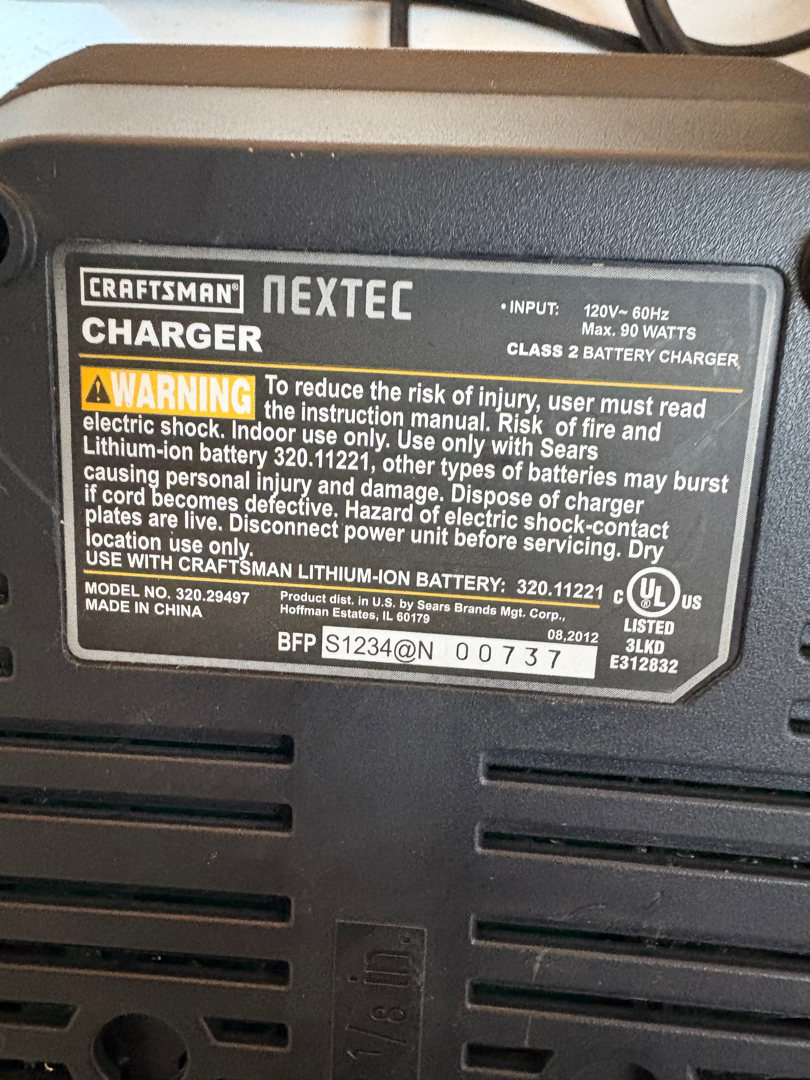 CRAFTSMAN® NEXTEC
CHARGER
• INPUT: 120V~ 60Hz
Max. 90 WATTS
CLASS 2 BATTERY CHARGER
WARNING To reduce the risk of injury, user must read
the instruction manual. Risk of fire and
electric shock. Indoor use only. Use only with Sears
Lithium-ion battery 320.11221, other types of batteries may burst
causing personal injury and damage. Dispose of charger
if cord becomes defective. Hazard of electric shock-contact
plates are live. Disconnect power unit before servicing. Dry
location use only.
USE WITH CRAFTSMAN LITHIUM-ION BATTERY: 320.11221
MODEL NO. 320.29497
MADE IN CHINA
Product dist. in U.S. by Sears Brands Mgt. Corp.,
Hoffman Estates, IL 60179
08,2012
BFP S1234@N 00737
C UL® US
LISTED
3LKD
E312832
1/8 in.